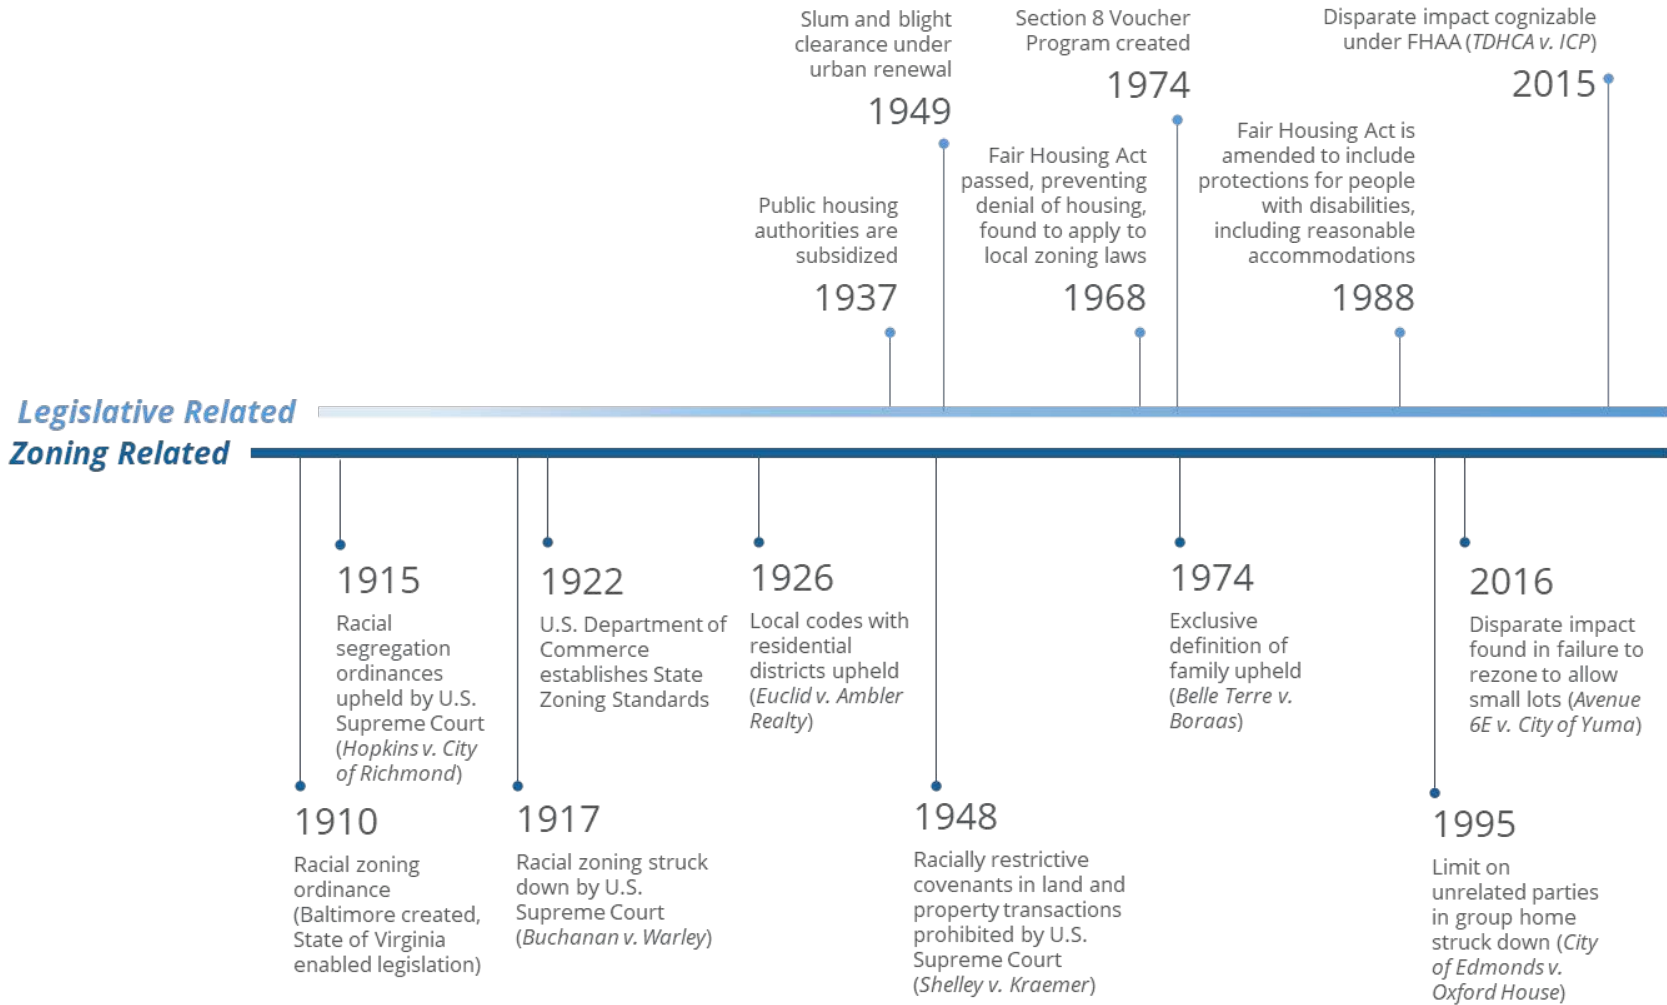 Slum and blight
clearance under
urban renewal
1949
Section 8 Voucher
Program created
1974
Disparate impact cognizable
under FHAA (TDHCA v. ICP)
2015
Public housing
authorities are
subsidized
1937
Fair Housing Act
passed, preventing
denial of housing,
found to apply to
local zoning laws
1968
Fair Housing Act is
amended to include
protections for people
with disabilities,
including reasonable
accommodations
1988
Legislative Related
Zoning Related
1915
Racial
segregation
ordinances
upheld by U.S.
Supreme Court
(Hopkins v. City
of Richmond)
1922
U.S. Department of
Commerce
establishes State
Zoning Standards
1926
Local codes with
residential
districts upheld
(Euclid v. Ambler
Realty)
1974
Exclusive
definition of
family upheld
(Belle Terre v.
Boraas)
2016
Disparate impact
found in failure to
rezone to allow
small lots (Avenue
6E v. City of Yuma)
1910
Racial zoning
ordinance
(Baltimore created,
State of Virginia
enabled legislation)
1917
Racial zoning struck
down by U.S.
Supreme Court
(Buchanan v. Warley)
1948
Racially restrictive
covenants in land and
property transactions
prohibited by U.S.
Supreme Court
(Shelley v. Kraemer)
1995
Limit on
unrelated parties
in group home
struck down (City
of Edmonds v.
Oxford House)